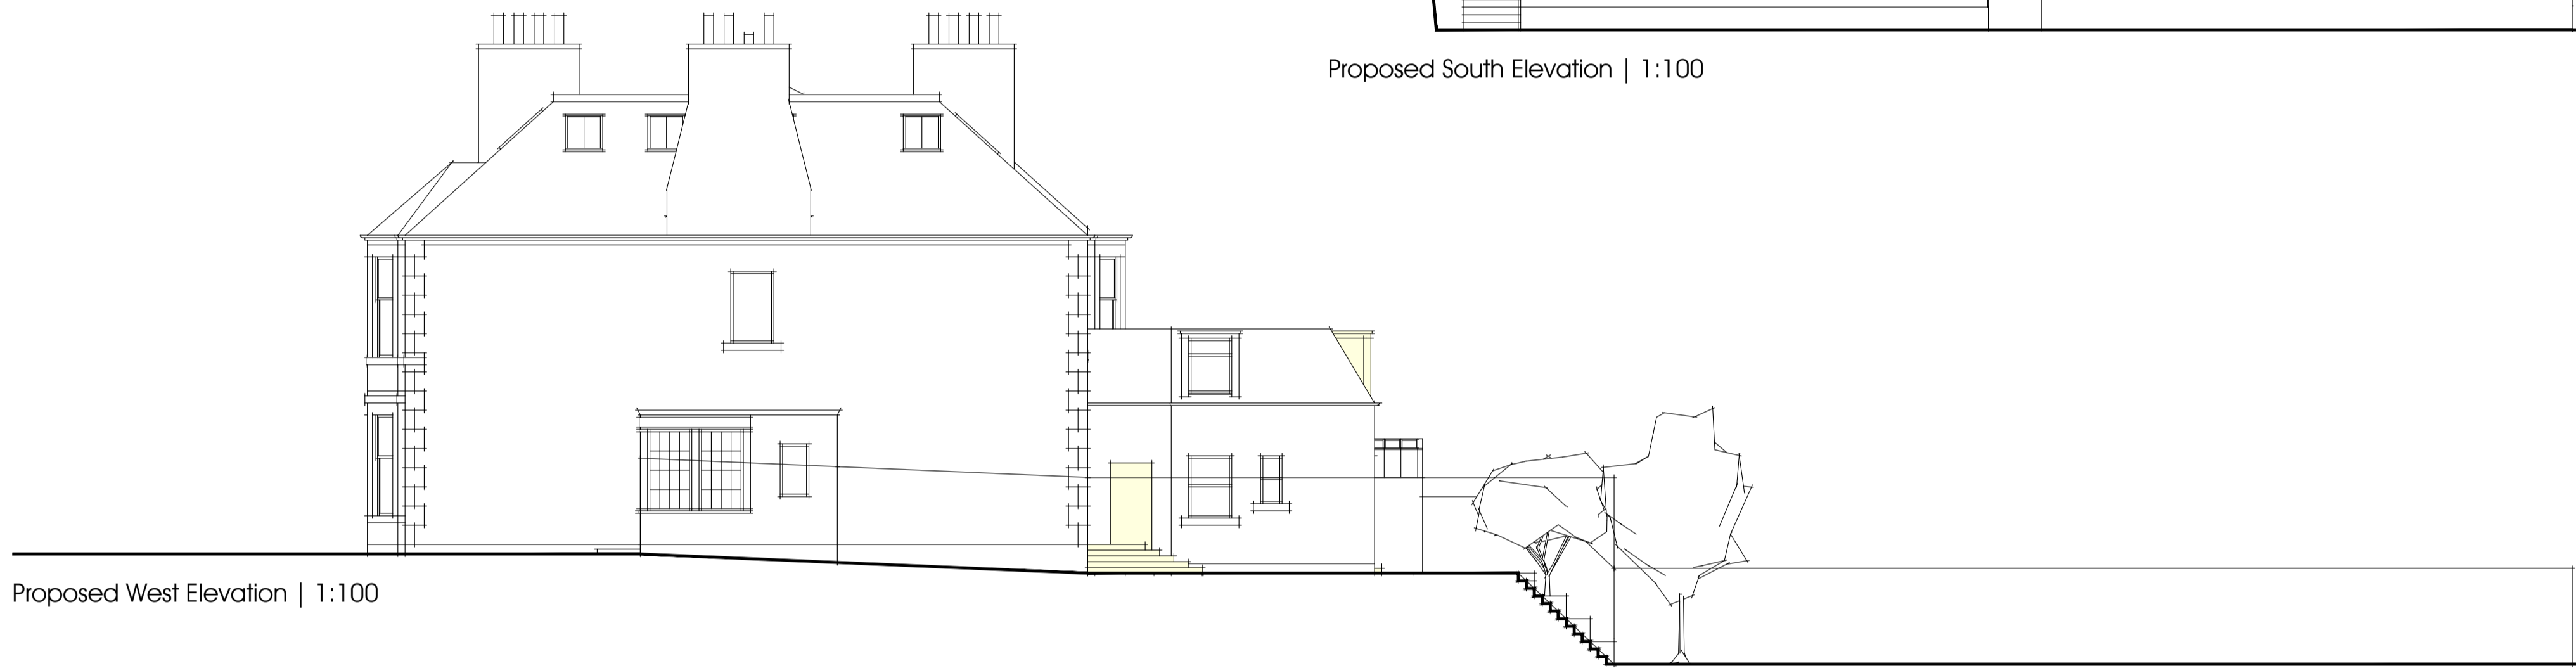 Proposed South Elevation | 1:100
Proposed West Elevation | 1:100